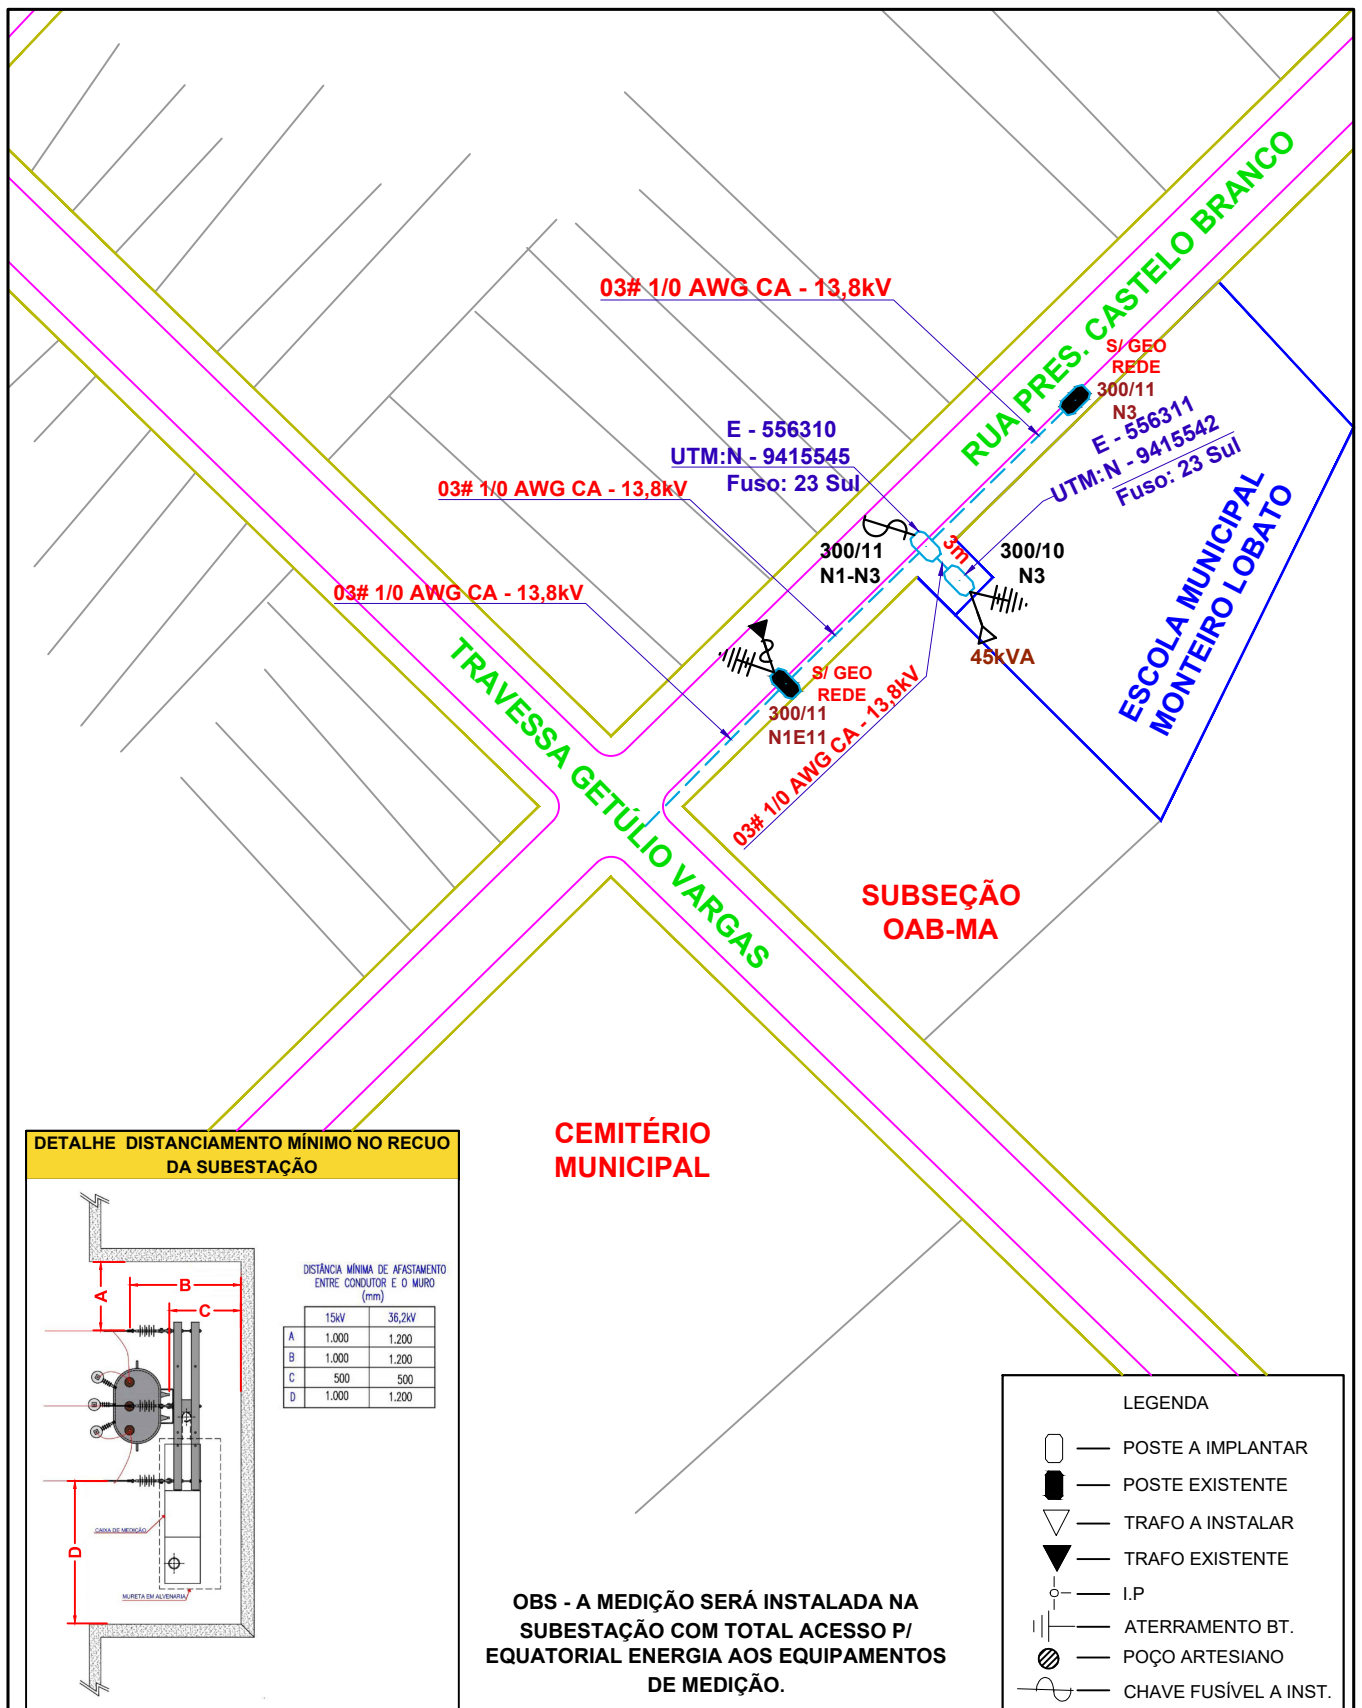 RUA PRES. CASTELO BRANCO
03# 1/0 AWG CA - 13,8kV
S/ GEO
REDE
300/11
N3
E - 556310
UTM:N - 9415545
Fuso: 23 Sul
E - 556311
UTM:N - 9415542
Fuso: 23 Sul
03# 1/0 AWG CA - 13,8kV
300/11
N1-N3
3m
300/10
N3
45kVA
ESCOLA MUNICIPAL
MONTEIRO LOBATO
03# 1/0 AWG CA - 13,8kV
TRAVESSA GETÚLIO VARGAS
S/ GEO
REDE
300/11
N1E11
03# 1/0 AWG CA - 13,8kV
SUBSEÇÃO
OAB-MA
CEMITÉRIO
MUNICIPAL
DETALHE DISTANCIAMENTO MÍNIMO NO RECUO
DA SUBESTAÇÃO
A
B
C
D
CAIXA DE MEDIÇÃO
MURETA EM ALVENARIA
DISTÂNCIA MÍNIMA DE AFASTAMENTO
ENTRE CONDUTOR E O MURO
(mm)
15kV 36,2kV
A 1.000 1.200
B 1.000 1.200
C 500 500
D 1.000 1.200
OBS - A MEDIÇÃO SERÁ INSTALADA NA
SUBESTAÇÃO COM TOTAL ACESSO P/
EQUATORIAL ENERGIA AOS EQUIPAMENTOS
DE MEDIÇÃO.
LEGENDA
POSTE A IMPLANTAR
POSTE EXISTENTE
TRAFO A INSTALAR
TRAFO EXISTENTE
I.P
ATERRAMENTO BT.
POÇO ARTESIANO
CHAVE FUSÍVEL A INST.